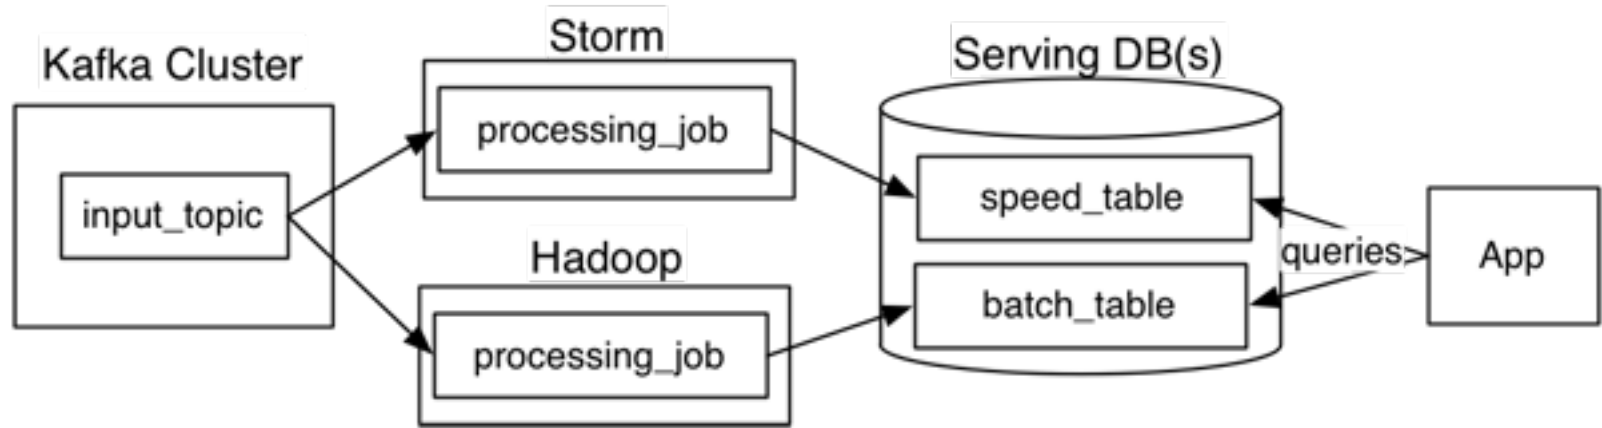 Kafka Cluster
input_topic
Storm
processing_job
Hadoop
processing_job
Serving DB(s)
speed_table
batch_table
queries
App